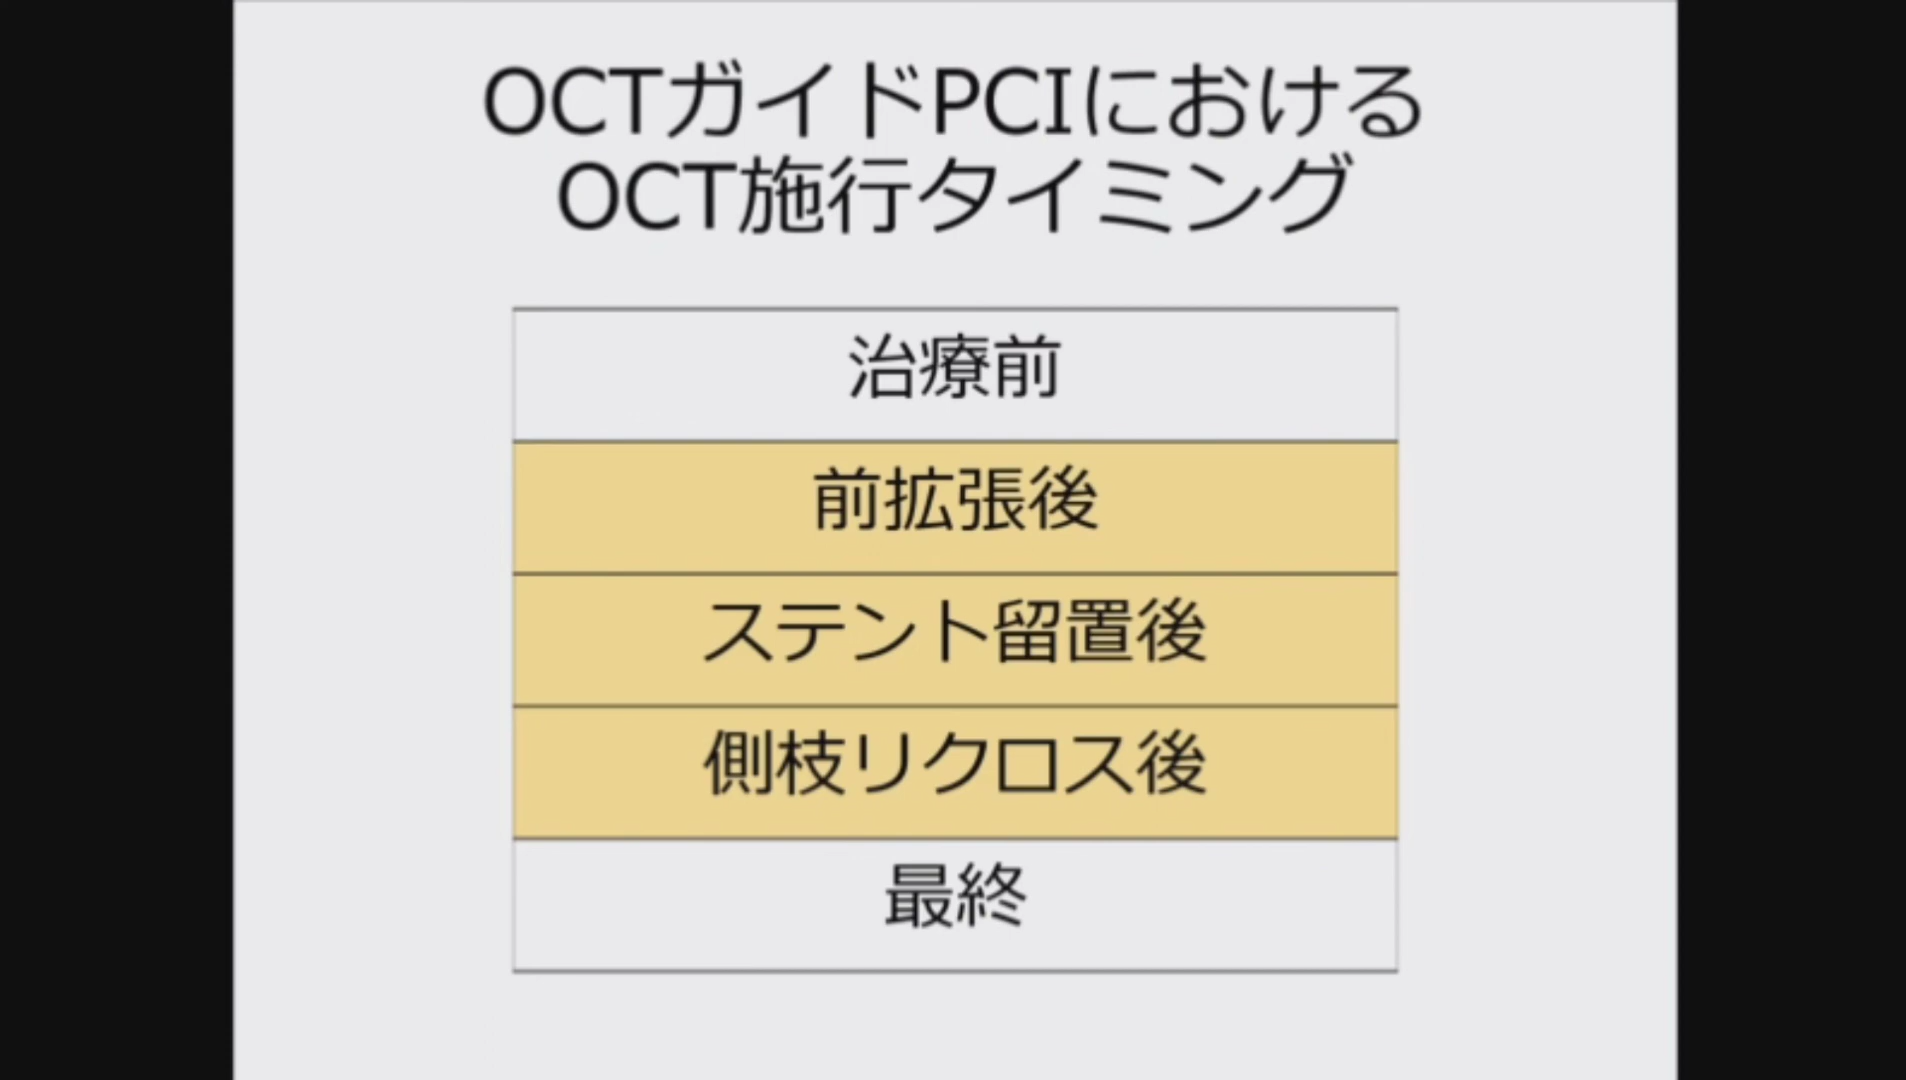 OCTガイドPCIにおける
OCT施行タイミング
治療前
前拡張後
ステント留置後
側枝リクロス後
最終